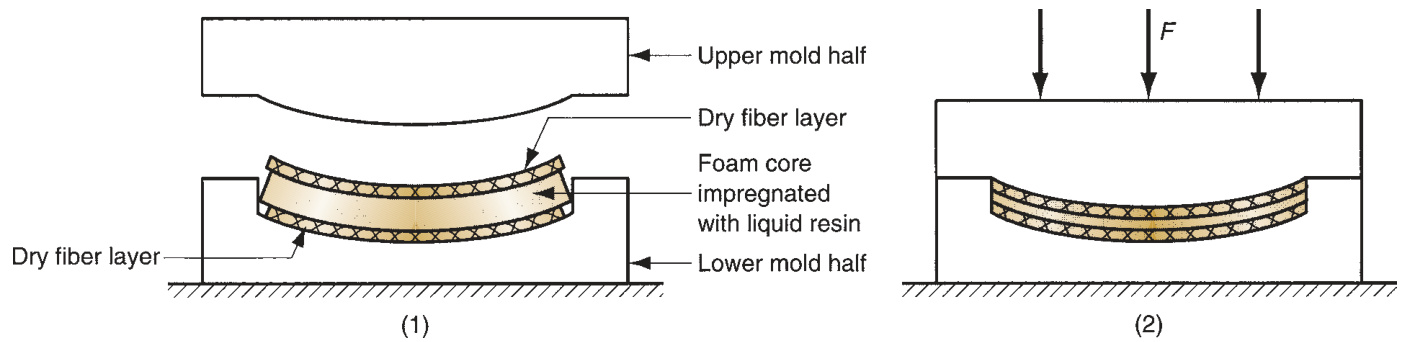 Upper mold half
Dry fiber layer
Foam core
impregnated
with liquid resin
Dry fiber layer
Lower mold half
(1)
F
(2)